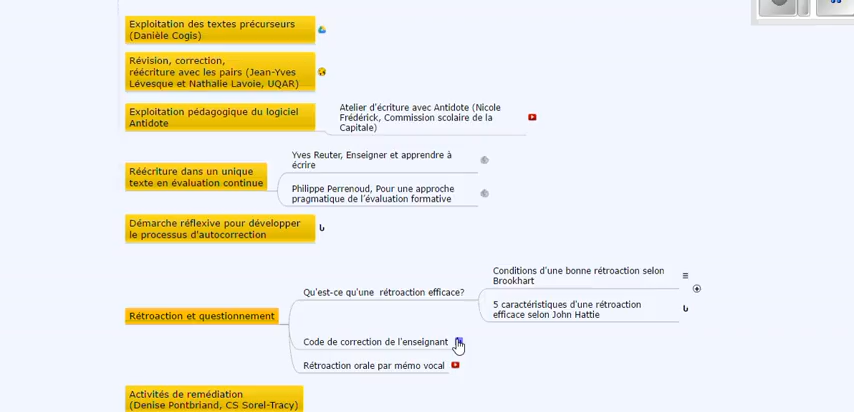 Exploitation des textes précurseurs
(Danièle Cogis)
Révision, correction,
réécriture avec les pairs (Jean-Yves
Lévesque et Nathalie Lavoie, UQAR)
Exploitation pédagogique du logiciel
Antidote
Atelier d'écriture avec Antidote (Nicole
Frédérick, Commission scolaire de la
Capitale)
Réécriture dans un unique
texte en évaluation continue
Yves Reuter, Enseigner et apprendre à
écrire
Philippe Perrenoud, Pour une approche
pragmatique de l'évaluation formative
Démarche réflexive pour développer
le processus d'autocorrection
Rétroaction et questionnement
Qu'est-ce qu'une rétroaction efficace?
Conditions d'une bonne rétroaction selon
Brookhart
5 caractéristiques d'une rétroaction
efficace selon John Hattie
Code de correction de l'enseignant
Rétroaction orale par mémo vocal
Activités de remédiation
(Denise Pontbriand, CS Sorel-Tracy)